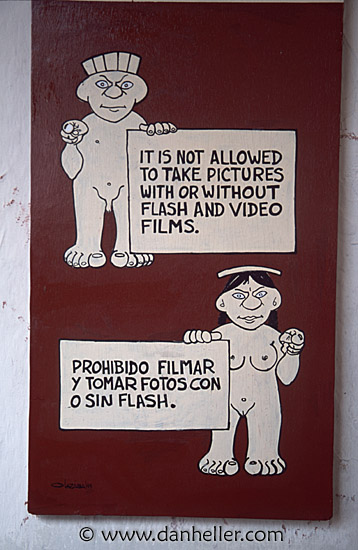 IT IS NOT ALLOWED
TO TAKE PICTURES
WITH OR WITHOUT
FLASH AND VIDEO
FILMS.
PROHIBIDO FILMAR
Y TOMAR FOTOS CON
O SIN FLASH.
© www.danheller.com